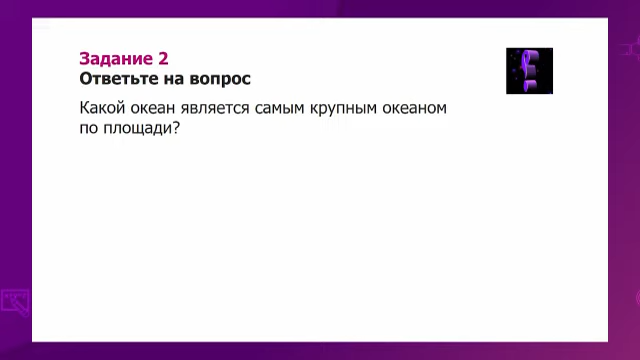 Задание 2
Ответьте на вопрос
Какой океан является самым крупным океаном
по площади?